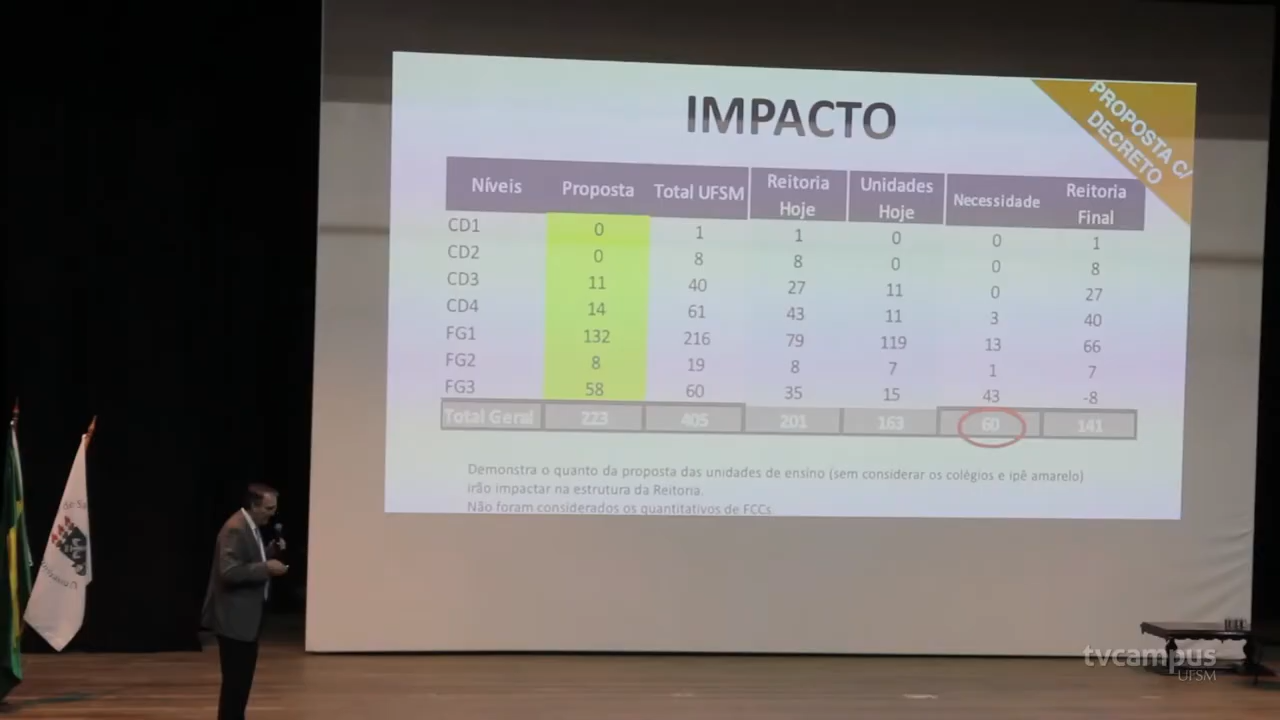 IMPACTO
PROPOSTA C/
DECRETO
Níveis Proposta Total UFSM Reitoria Hoje Unidades Hoje Necessidade Reitoria Final
CD1 0 1 1 0 0 1
CD2 0 8 8 0 0 8
CD3 11 40 27 11 0 27
CD4 14 61 43 11 3 40
FG1 132 216 79 119 13 66
FG2 8 19 8 7 1 7
FG3 58 60 35 15 43 -8
Total Geral 223 405 201 163 60 141
Demonstra o quanto da proposta das unidades de ensino (sem considerar os colégios e ipê amarelo)
irão impactar na estrutura da Reitoria.
Não foram considerados os quantitativos de FCCs
tvcampus
UFSM